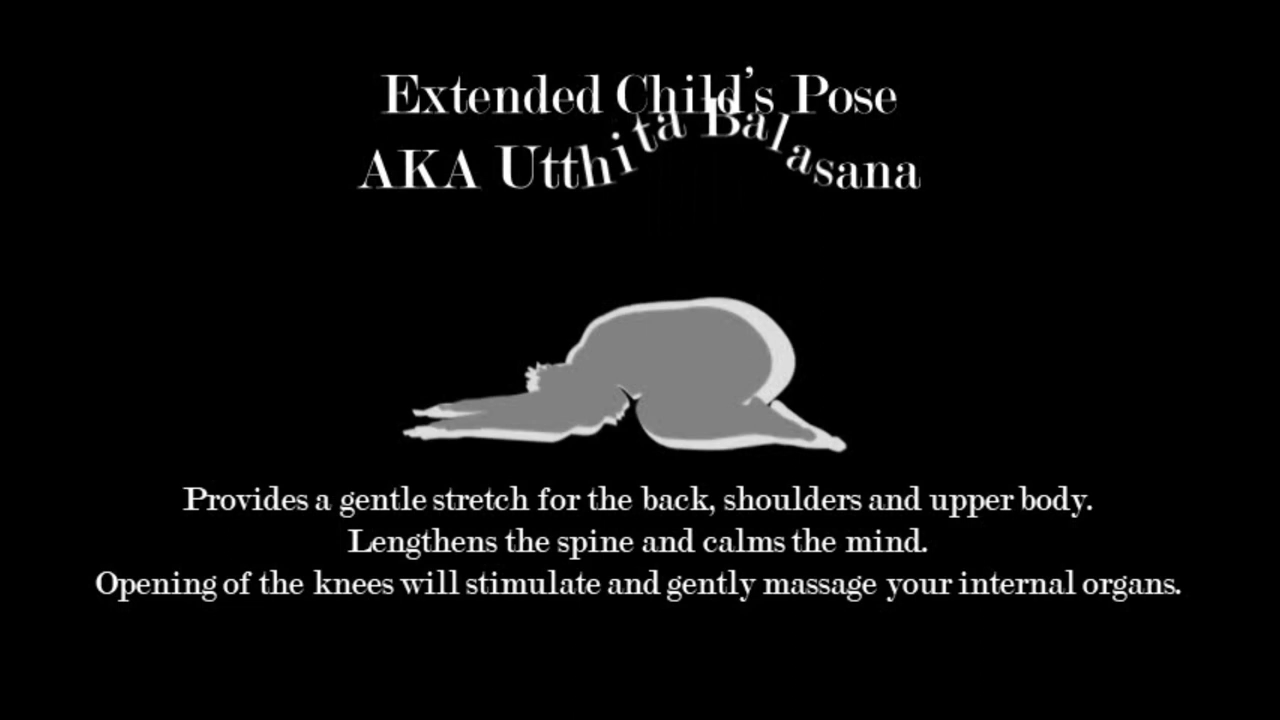 Extended Child's Pose
AKA Utthita Balasana
Provides a gentle stretch for the back, shoulders and upper body.
Lengthens the spine and calms the mind.
Opening of the knees will stimulate and gently massage your internal organs.